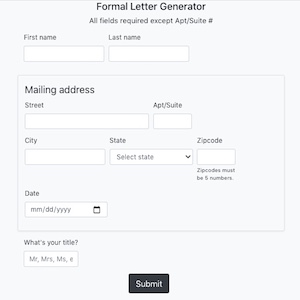 Formal Letter Generator
All fields required except Apt/Suite #
First name Last name
Mailing address
Street Apt/Suite
City State Zipcode
Select state
Zipcodes must
be 5 numbers.
Date
mm/dd/yyyy
What's your title?
Mr, Mrs, Ms, e
Submit